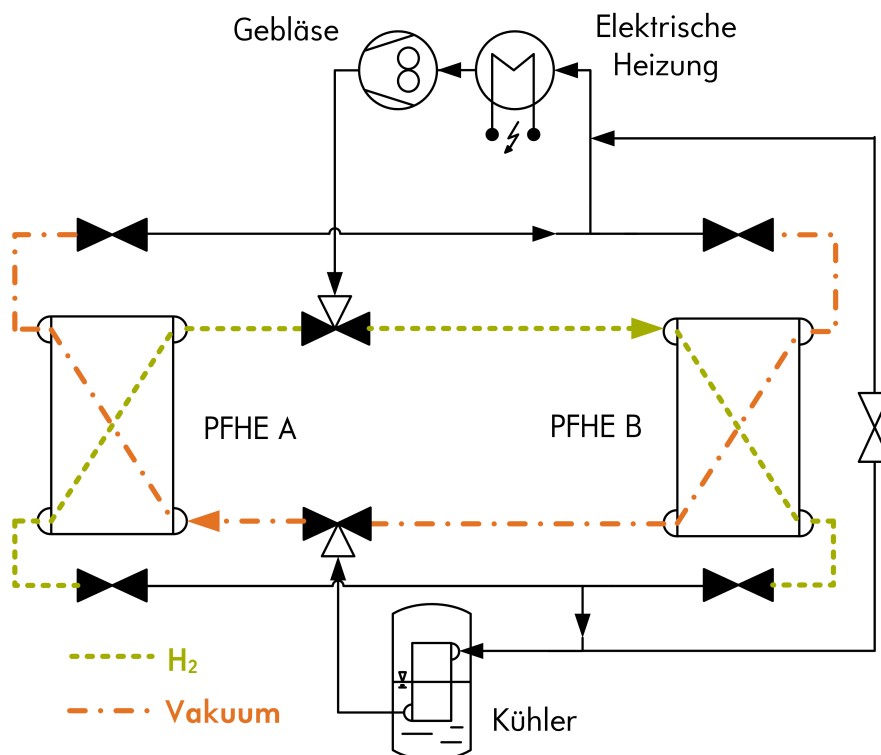 Gebläse
Elektrische
Heizung
PFHE A
PFHE B
H₂
Vakuum
Kühler